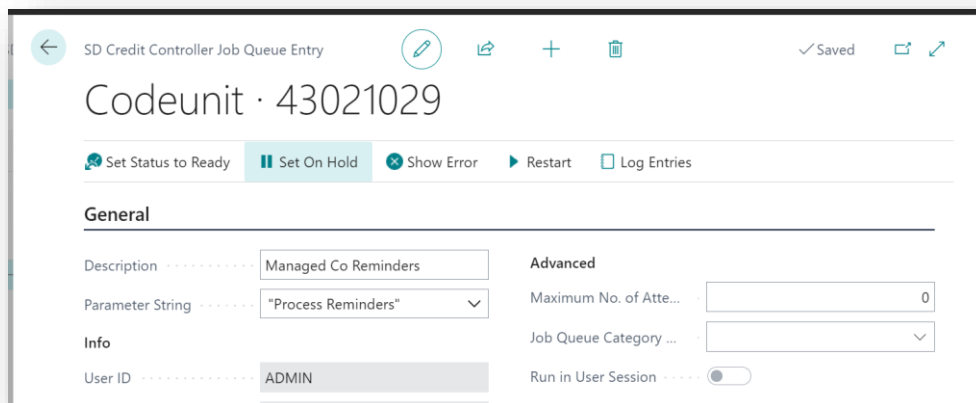 SD Credit Controller Job Queue Entry
Saved
Codeunit · 43021029
Set Status to Ready
Set On Hold
Show Error
Restart
Log Entries
General
Description
Managed Co Reminders
Parameter String
"Process Reminders"
Info
User ID
ADMIN
Advanced
Maximum No. of Atte...
0
Job Queue Category ...
Run in User Session